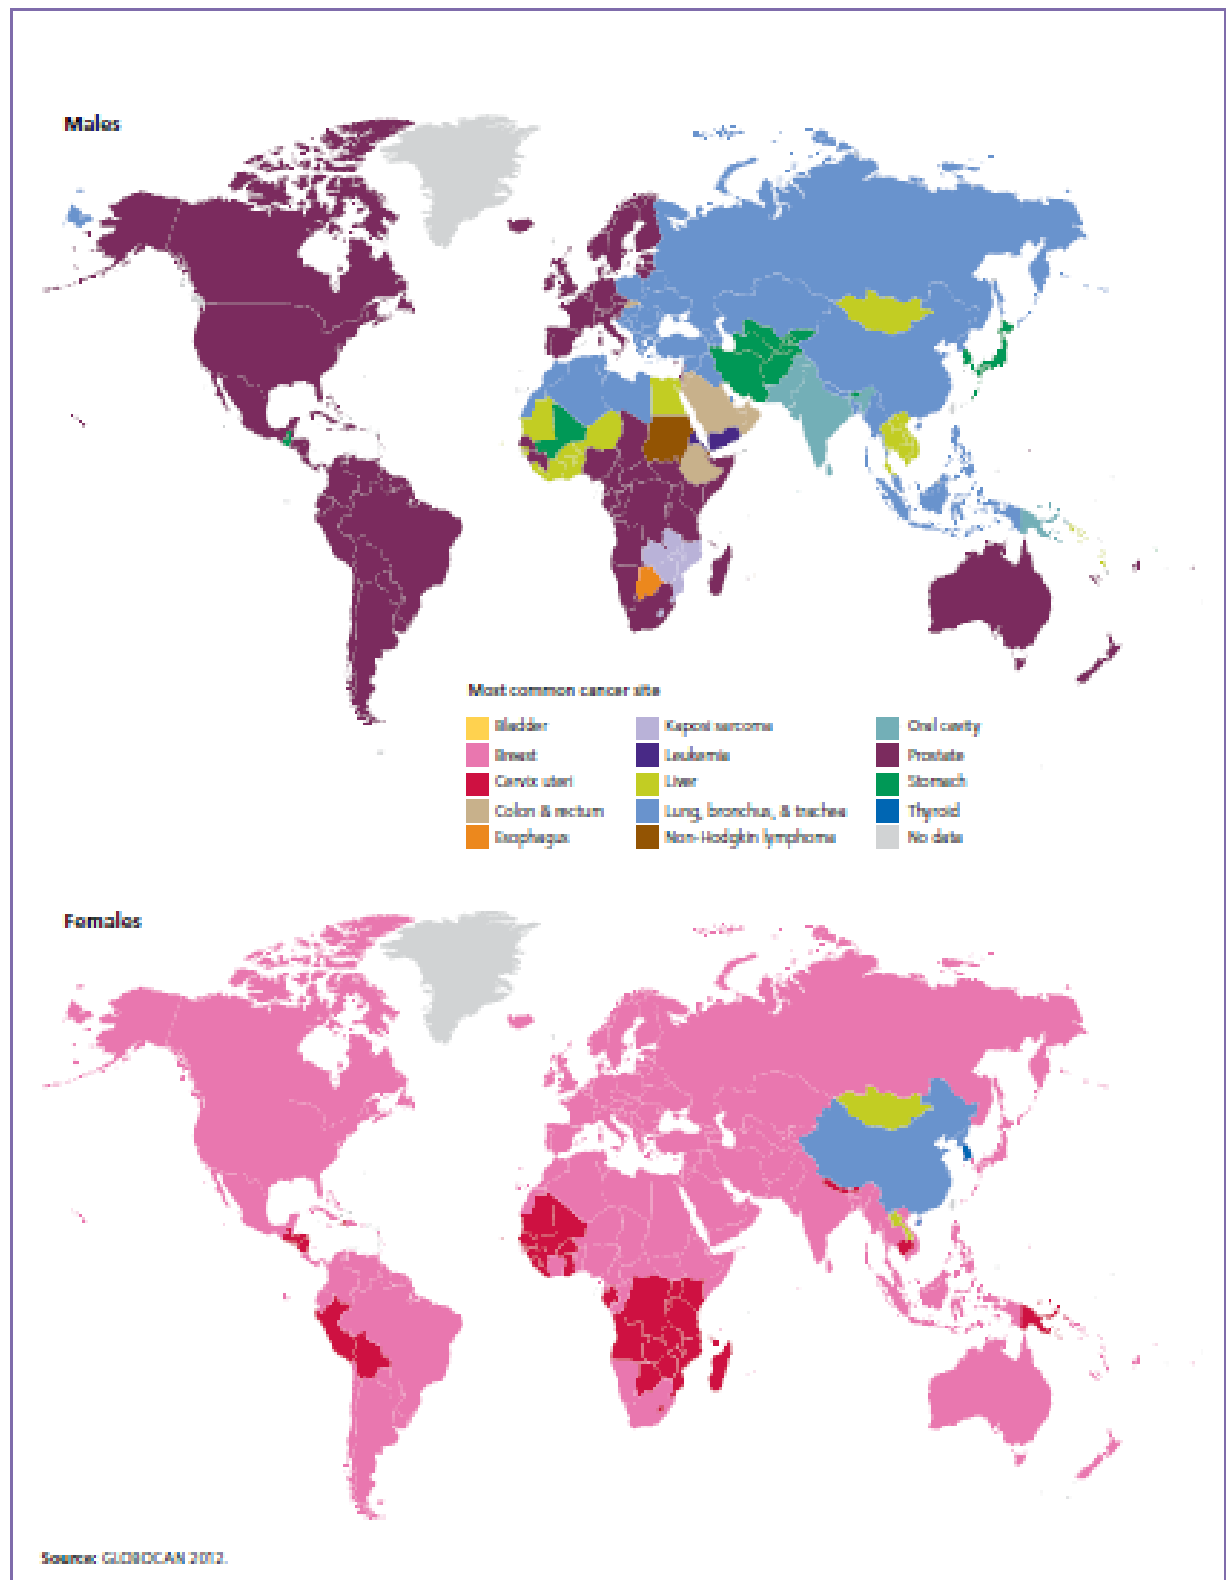 Males
Most common cancer site
Bladder
Breast
Cervix uteri
Colon & rectum
Esophagus
Kaposi sarcoma
Leukemia
Liver
Lung, bronchus, & trachea
Non-Hodgkin lymphoma
Oral cavity
Prostate
Stomach
Thyroid
No data
Females
Source: GLOBOCAN 2012.